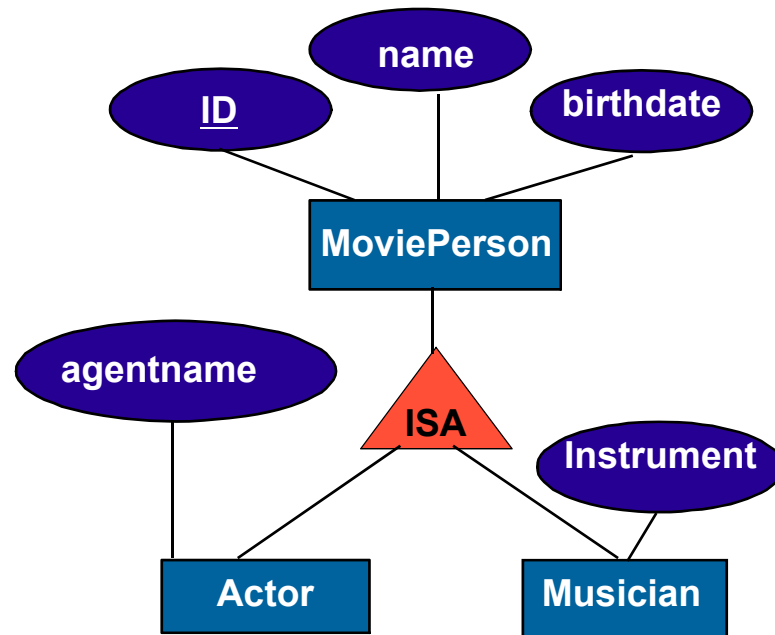 name
ID
birthdate
MoviePerson
agentname
ISA
Instrument
Actor
Musician